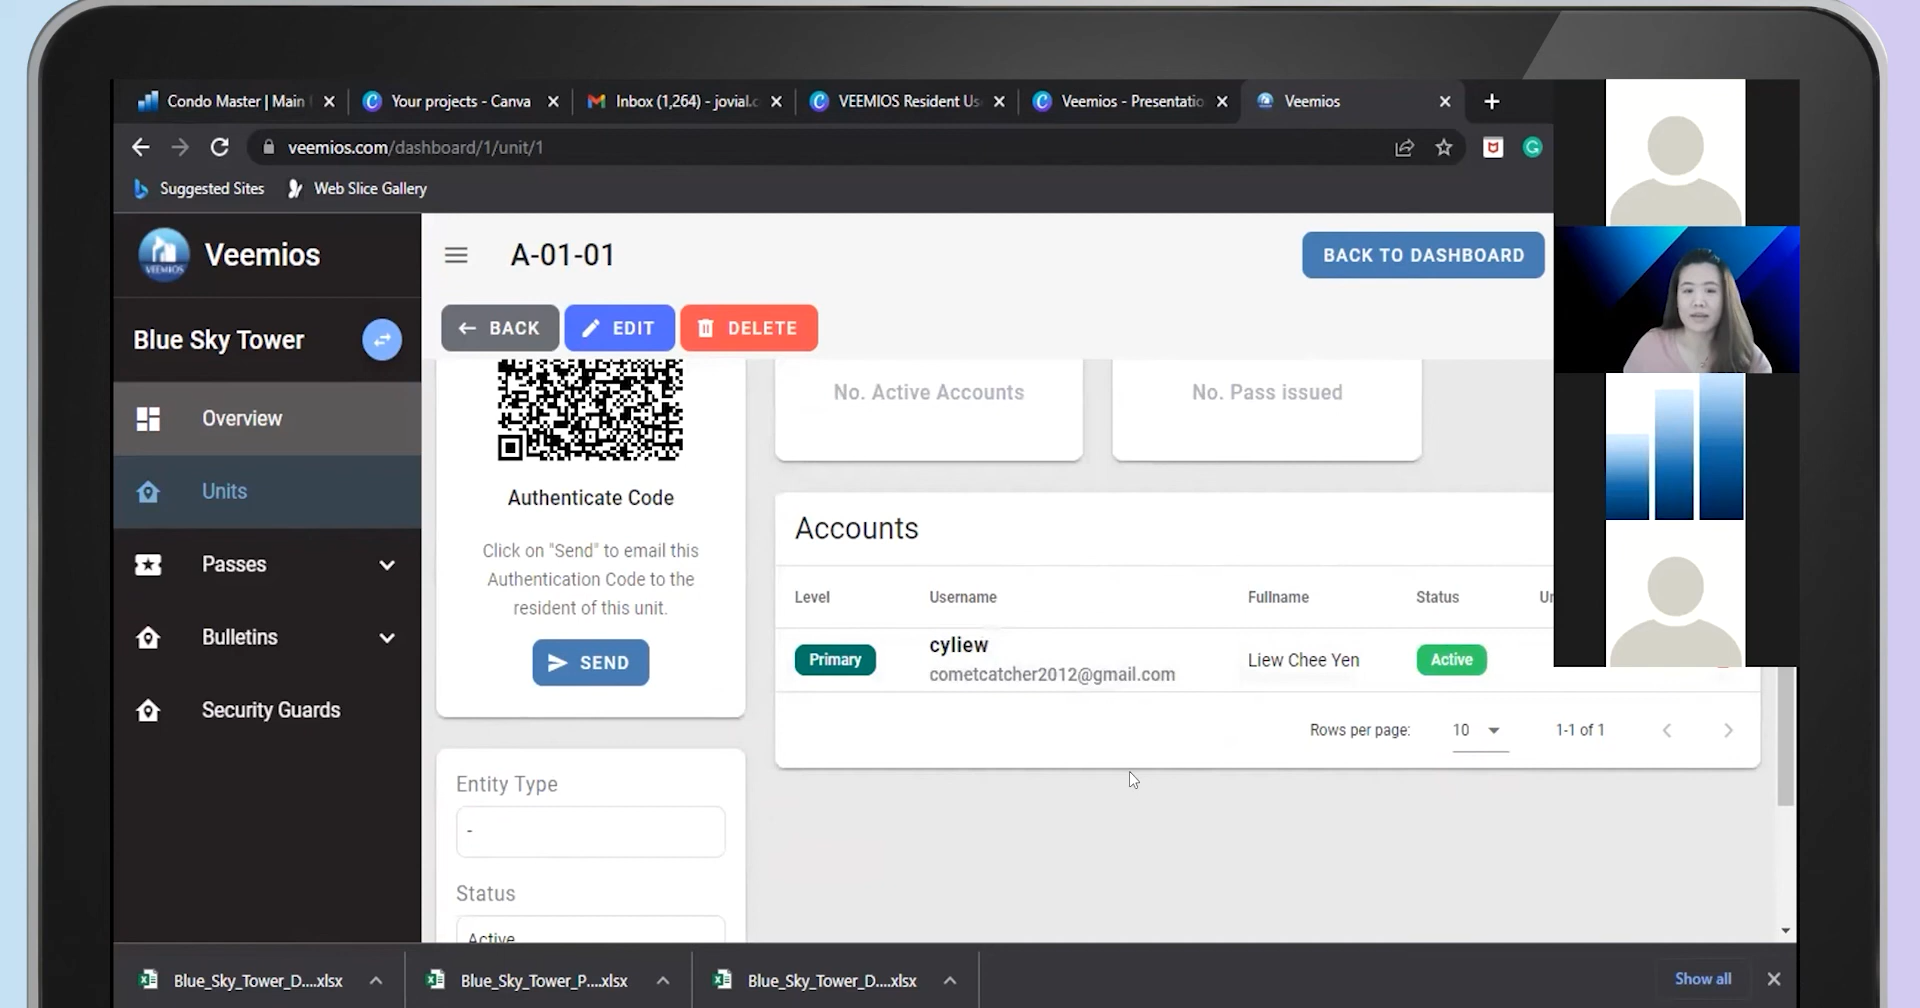 Condo Master | Main
Your projects - Canva
Inbox (1,264) - jovial.c
VEEMIOS Resident Us
Veemios - Presentatio
Veemios
veemios.com/dashboard/1/unit/1
Suggested Sites
Web Slice Gallery
VEEMIOS
Veemios
A-01-01
BACK TO DASHBOARD
Blue Sky Tower
BACK
EDIT
DELETE
Overview
Units
Passes
Bulletins
Security Guards
No. Active Accounts
No. Pass issued
Authenticate Code
Click on "Send" to email this
Authentication Code to the
resident of this unit.
SEND
Accounts
Level
Username
Fullname
Status
Un
Primary
cyliew
cometcatcher2012@gmail.com
Liew Chee Yen
Active
Rows per page:
10
1-1 of 1
Entity Type
-
Status
Active
Blue_Sky_Tower_D....xlsx
Blue_Sky_Tower_P....xlsx
Blue_Sky_Tower_D....xlsx
Show all